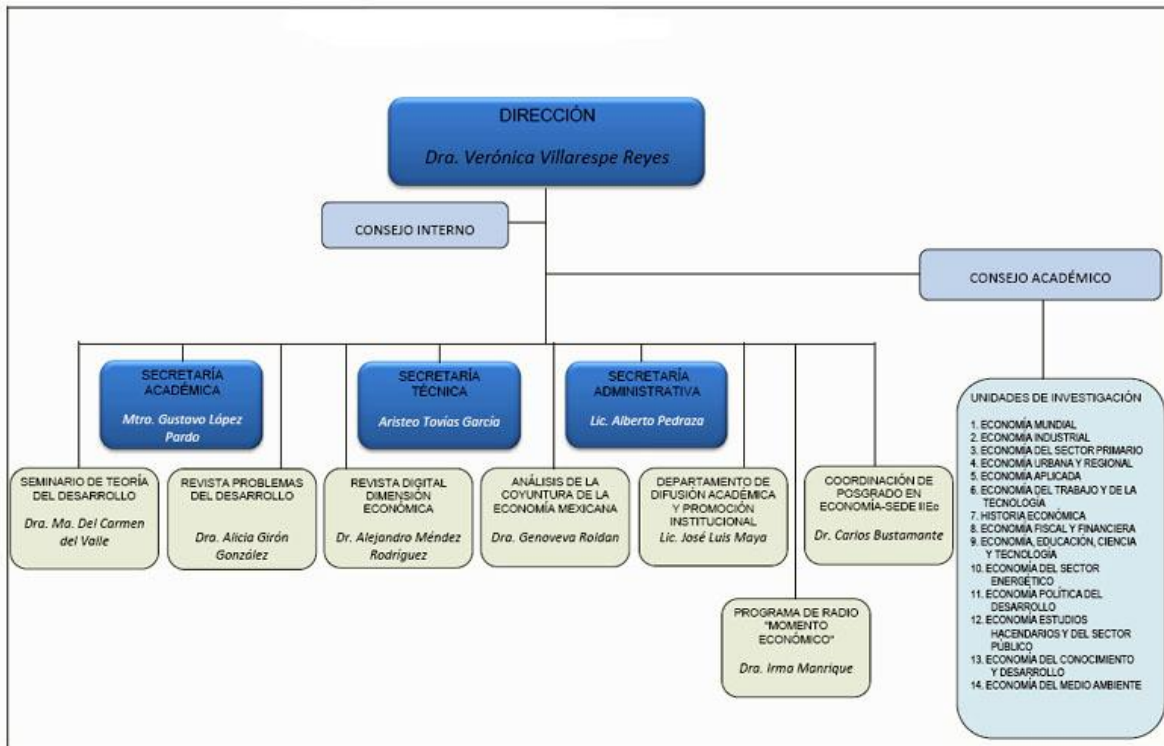 DIRECCIÓN
Dra. Verónica Villarespe Reyes
CONSEJO INTERNO
CONSEJO ACADÉMICO
SECRETARÍA
ACADÉMICA
Mtro. Gustavo López
Pardo
SECRETARÍA
TÉCNICA
Aristeo Tovías García
SECRETARÍA
ADMINISTRATIVA
Lic. Alberto Pedraza
SEMINARIO DE TEORÍA
DEL DESARROLLO
Dra. Ma. Del Carmen
del Valle
REVISTA PROBLEMAS
DEL DESARROLLO
Dra. Alicia Girón
González
REVISTA DIGITAL
DIMENSIÓN
ECONÓMICA
Dr. Alejandro Méndez
Rodríguez
ANÁLISIS DE LA
COYUNTURA DE LA
ECONOMÍA MEXICANA
Dra. Genoveva Roldan
DEPARTAMENTO DE
DIFUSIÓN ACADÉMICA
Y PROMOCIÓN
INSTITUCIONAL
Lic. José Luis Maya
COORDINACIÓN DE
POSGRADO EN
ECONOMÍA-SEDE IIEc
Dr. Carlos Bustamante
PROGRAMA DE RADIO
"MOMENTO
ECONÓMICO"
Dra. Irma Manrique
UNIDADES DE INVESTIGACIÓN
1. ECONOMÍA MUNDIAL
2. ECONOMÍA INDUSTRIAL
3. ECONOMÍA DEL SECTOR PRIMARIO
4. ECONOMÍA URBANA Y REGIONAL
5. ECONOMÍA APLICADA
6. ECONOMÍA DEL TRABAJO Y DE LA
TECNOLOGÍA
7. HISTORIA ECONÓMICA
8. ECONOMÍA FISCAL Y FINANCIERA
9. ECONOMÍA, EDUCACIÓN, CIENCIA
Y TECNOLOGÍA
10. ECONOMÍA DEL SECTOR
ENERGÉTICO
11. ECONOMÍA POLÍTICA DEL
DESARROLLO
12. ECONOMÍA ESTUDIOS
HACENDARIOS Y DEL SECTOR
PÚBLICO
13. ECONOMÍA DEL CONOCIMIENTO
Y DESARROLLO
14. ECONOMÍA DEL MEDIO AMBIENTE